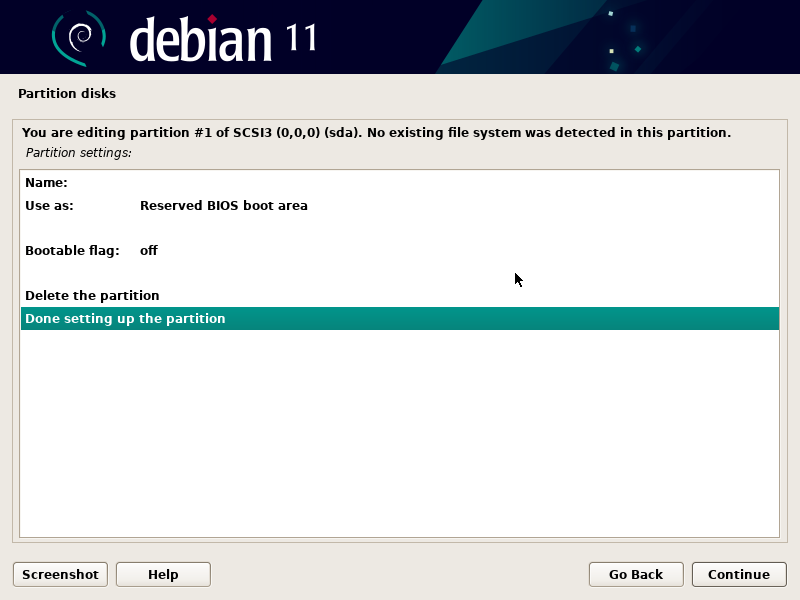 debian 11
Partition disks
You are editing partition #1 of SCSI3 (0,0,0) (sda). No existing file system was detected in this partition.
Partition settings:
Name:
Use as: Reserved BIOS boot area
Bootable flag: off
Delete the partition
Done setting up the partition
Screenshot Help Go Back Continue